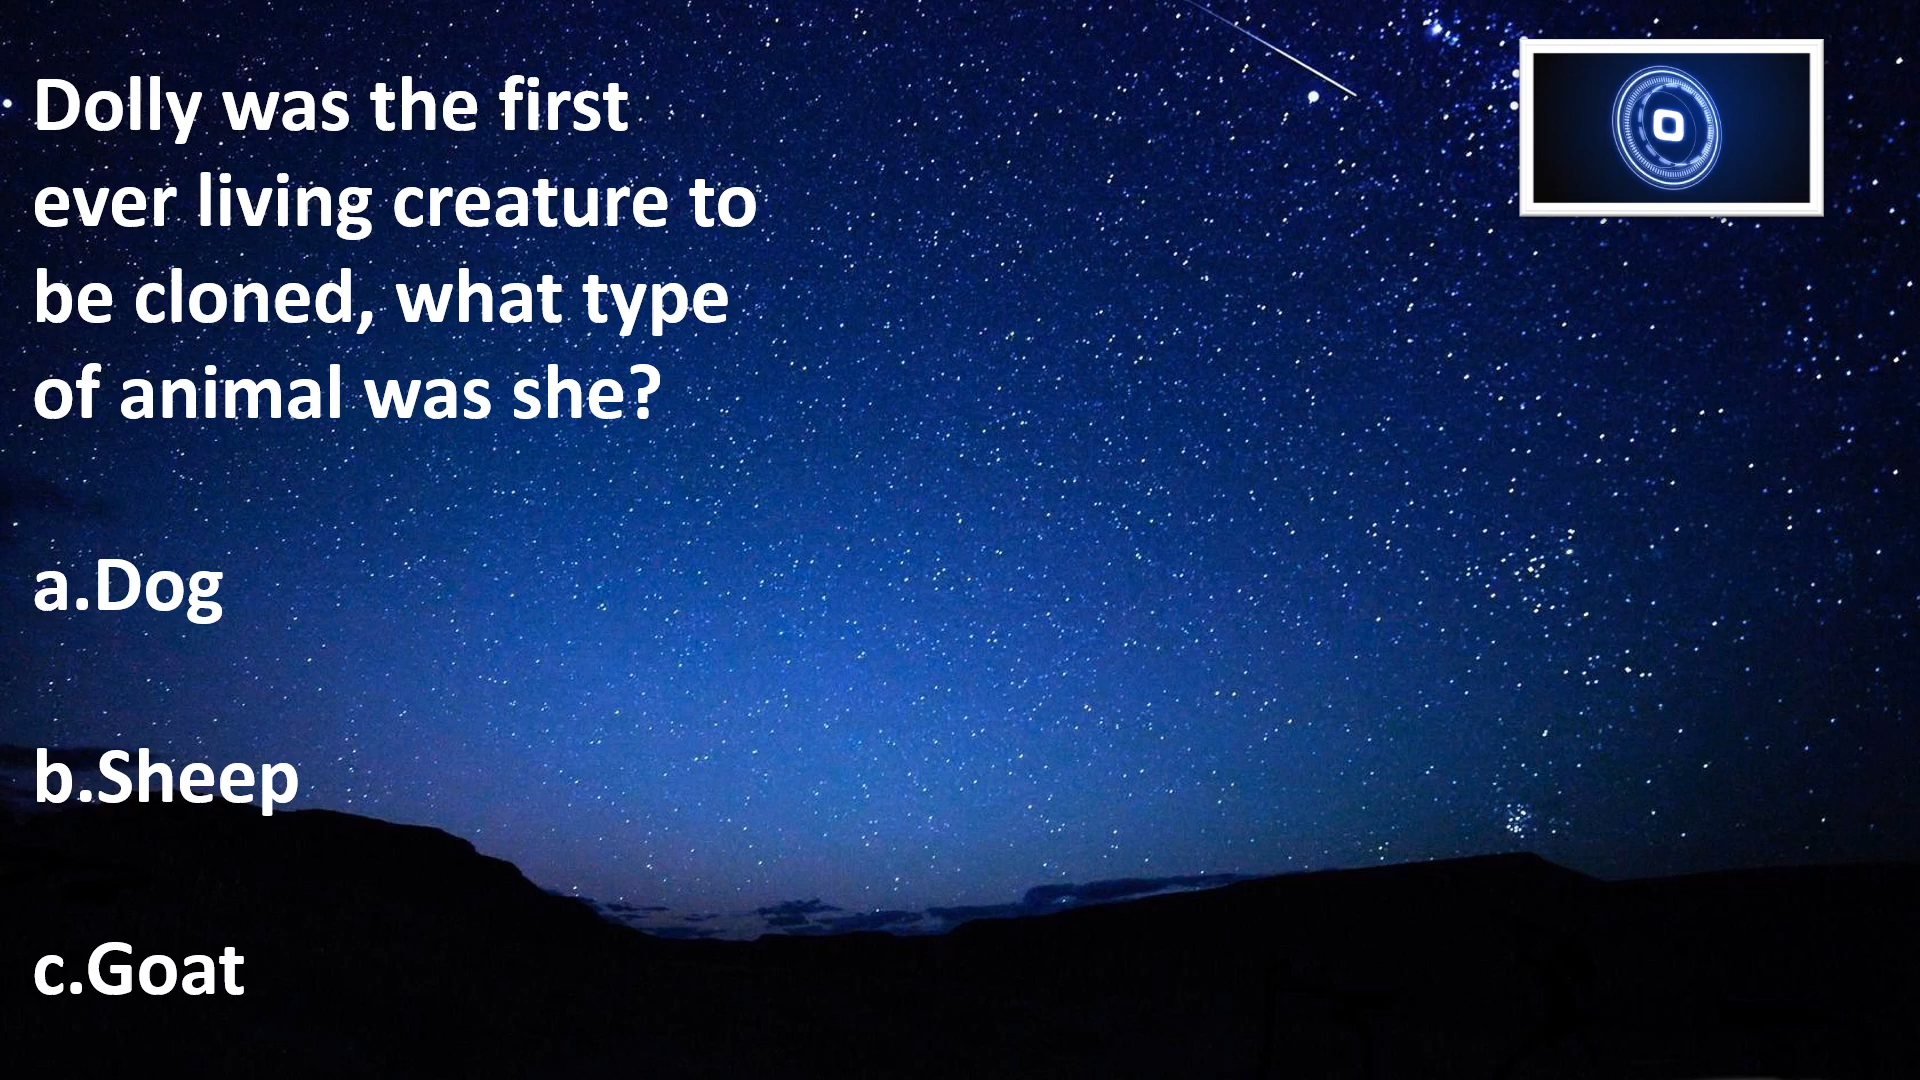 Dolly was the first
ever living creature to
be cloned, what type
of animal was she?
a.Dog
b.Sheep
c.Goat